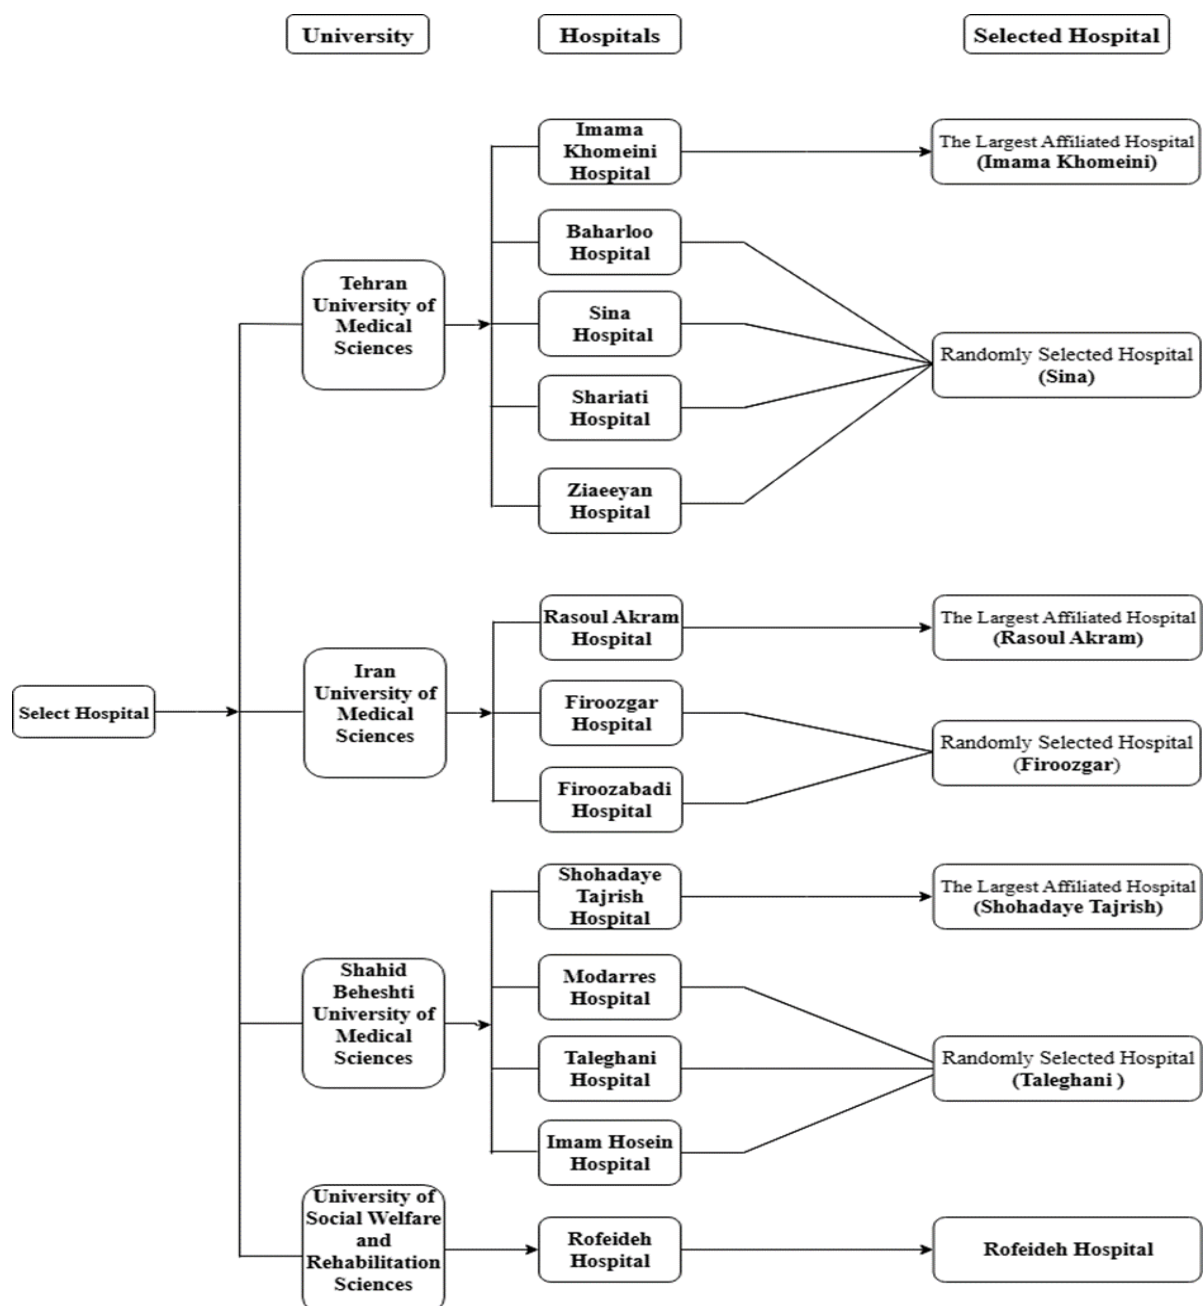 University
Hospitals
Selected Hospital
Select Hospital
Tehran
University of
Medical
Sciences
Imama
Khomeini
Hospital
The Largest Affiliated Hospital
(Imama Khomeini)
Baharloo
Hospital
Sina
Hospital
Shariati
Hospital
Ziaeeyan
Hospital
Randomly Selected Hospital
(Sina)
Iran
University of
Medical
Sciences
Rasoul Akram
Hospital
The Largest Affiliated Hospital
(Rasoul Akram)
Firoozgar
Hospital
Firoozabadi
Hospital
Randomly Selected Hospital
(Firoozgar)
Shahid
Beheshti
University of
Medical
Sciences
Shohadaye
Tajrish
Hospital
The Largest Affiliated Hospital
(Shohadaye Tajrish)
Modarres
Hospital
Taleghani
Hospital
Imam Hosein
Hospital
Randomly Selected Hospital
(Taleghani )
University of
Social Welfare
and
Rehabilitation
Sciences
Rofeideh
Hospital
Rofeideh Hospital